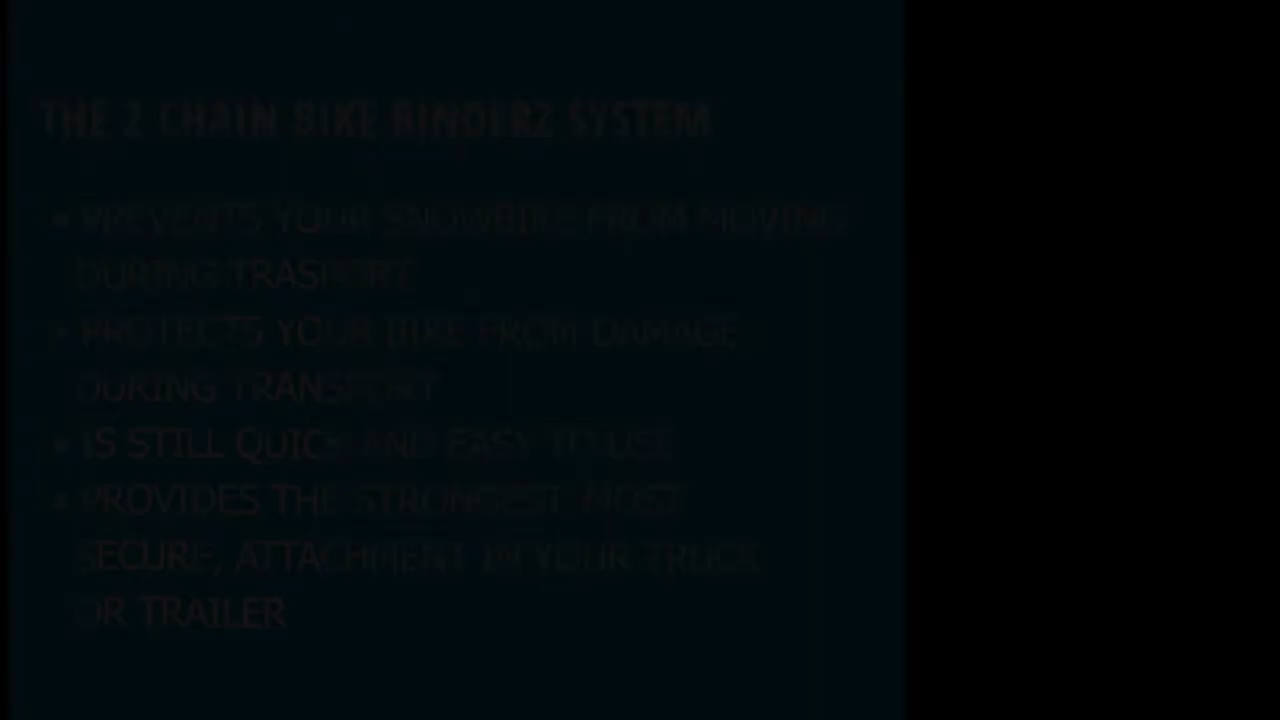 THE 2 CHAIN BIKE BINDERZ SYSTEM
• PREVENTS YOUR SNOWBIKE FROM MOVING
DURING TRASPORT
• PROTECTS YOUR BIKE FROM DAMAGE
DURING TRANSPORT
• IS STILL QUICK AND EASY TO USE
• PROVIDES THE STRONGEST MOST
SECURE, ATTACHMENT IN YOUR TRUCK
OR TRAILER